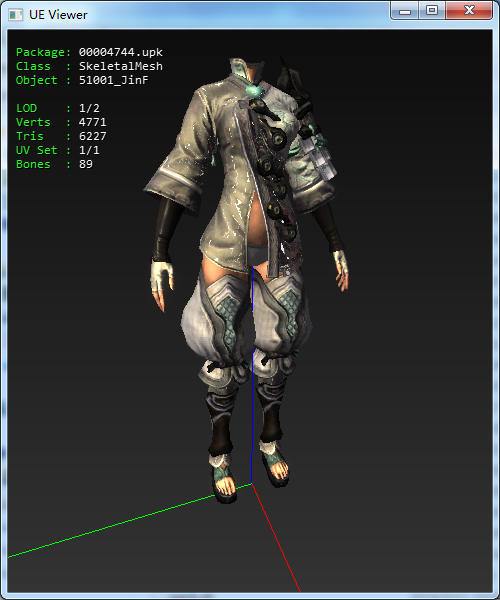 UE Viewer
Package: 00004744.upk
Class  : SkeletalMesh
Object : 51001_JinF
LOD    : 1/2
Verts  : 4771
Tris   : 6227
UV Set : 1/1
Bones  : 89